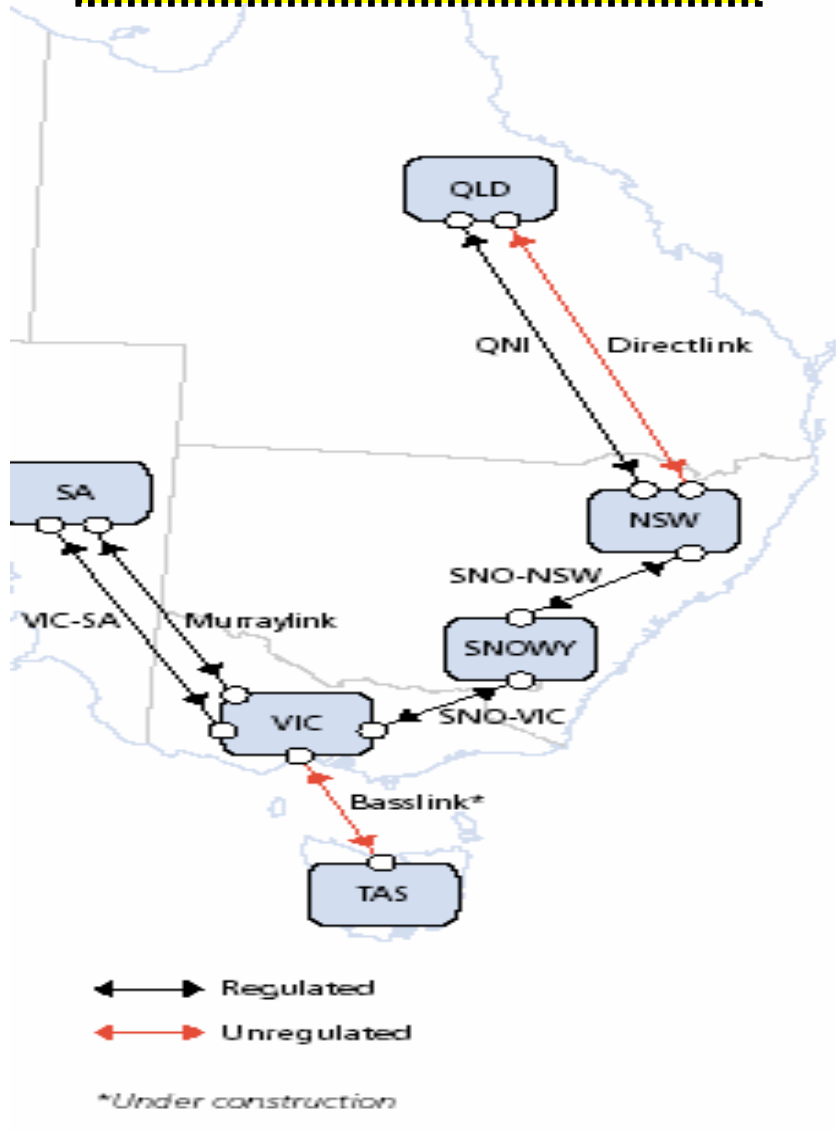 QLD
QNI
Directlink
SA
NSW
SNO-NSW
VIC-SA
Murraylink
SNOWY
VIC
SNO-VIC
Basslink*
TAS
Regulated
Unregulated
*Under construction